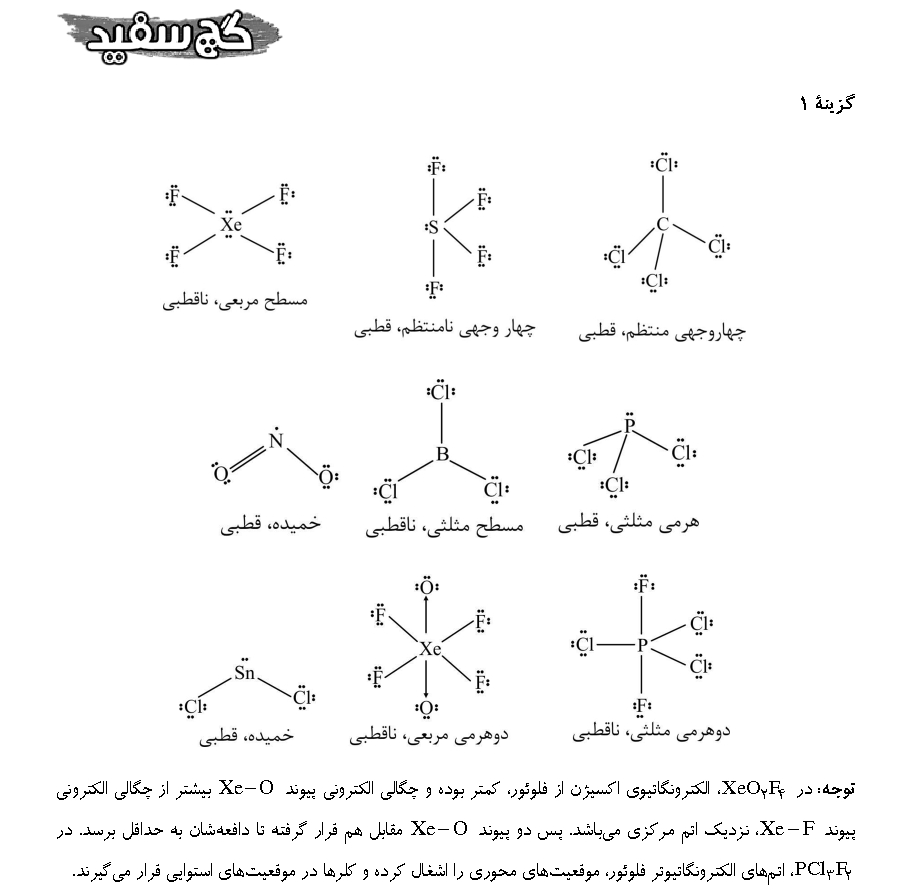 گچ سفید
گزینهٔ ۱
Cl
C
Cl Cl
Cl
چهاروجهی منتظم، قطبی
F
F
S
F
F
چهار وجهی نامنتظم، قطبی
F F
Xe
F F
مسطح مربعی، ناقطبی
P
Cl Cl
Cl
هرمی مثلثی، قطبی
Cl
B
Cl Cl
مسطح مثلثی، ناقطبی
N
O O
خمیده، قطبی
F
Cl
Cl P
Cl
F
دوهرمی مثلثی، ناقطبی
O
F F
Xe
F F
O
دوهرمی مربعی، ناقطبی
Sn
Cl Cl
خمیده، قطبی
توجه: در XeO۲F۴، الکترونگاتیوی اکسیژن از فلوئور، کمتر بوده و چگالی الکترونی پیوند Xe−O بیشتر از چگالی الکترونی
پیوند Xe−F، نزدیک اتم مرکزی می‌باشد. پس دو پیوند Xe−O مقابل هم قرار گرفته تا دافعه‌شان به حداقل برسد. در
PCl۳F۲، اتم‌های الکترونگاتیوتر فلوئور، موقعیت‌های محوری را اشغال کرده و کلرها در موقعیت‌های استوایی قرار می‌گیرند.